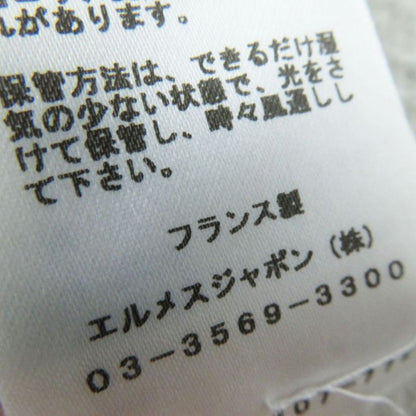 があります。
保管方法は、できるだけ湿
気の少ない状態で、光をさ
けて保管し、時々風通しし
て下さい。
フランス製
エルメスジャポン(株)
03-3569-3300